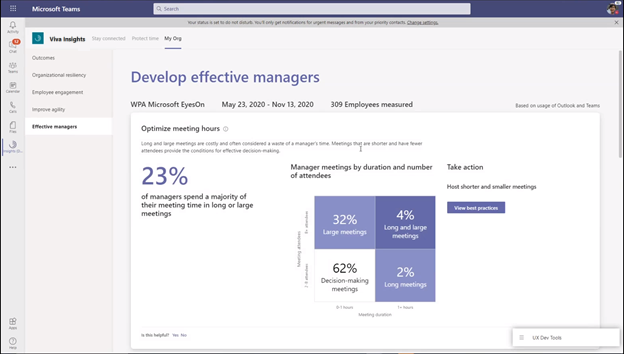 Microsoft Teams
Search
Your status is set to do not disturb. You'll only get notifications for urgent messages and from your priority contacts. Change settings.
Activity
Chat
Teams
Calendar
Calls
Files
Apps
Help
Viva Insights
Stay connected
Protect time
My Org
Outcomes
Organizational resiliency
Employee engagement
Improve agility
Effective managers
Develop effective managers
WPA Microsoft EyesOn
May 23, 2020 - Nov 13, 2020
309 Employees measured
Based on usage of Outlook and Teams
Optimize meeting hours
Long and large meetings are costly and often considered a waste of a manager's time. Meetings that are shorter and have fewer
attendees provide the conditions for effective decision-making.
23%
of managers spend a majority of
their meeting time in long or large
meetings
Manager meetings by duration and number
of attendees
Meeting attendees
32%
Large meetings
4%
Long and large
meetings
62%
Decision-making
meetings
2%
Long meetings
0-1 hours
1+ hours
Meeting duration
Take action
Host shorter and smaller meetings
View best practices
Is this helpful? Yes No
UX Dev Tools